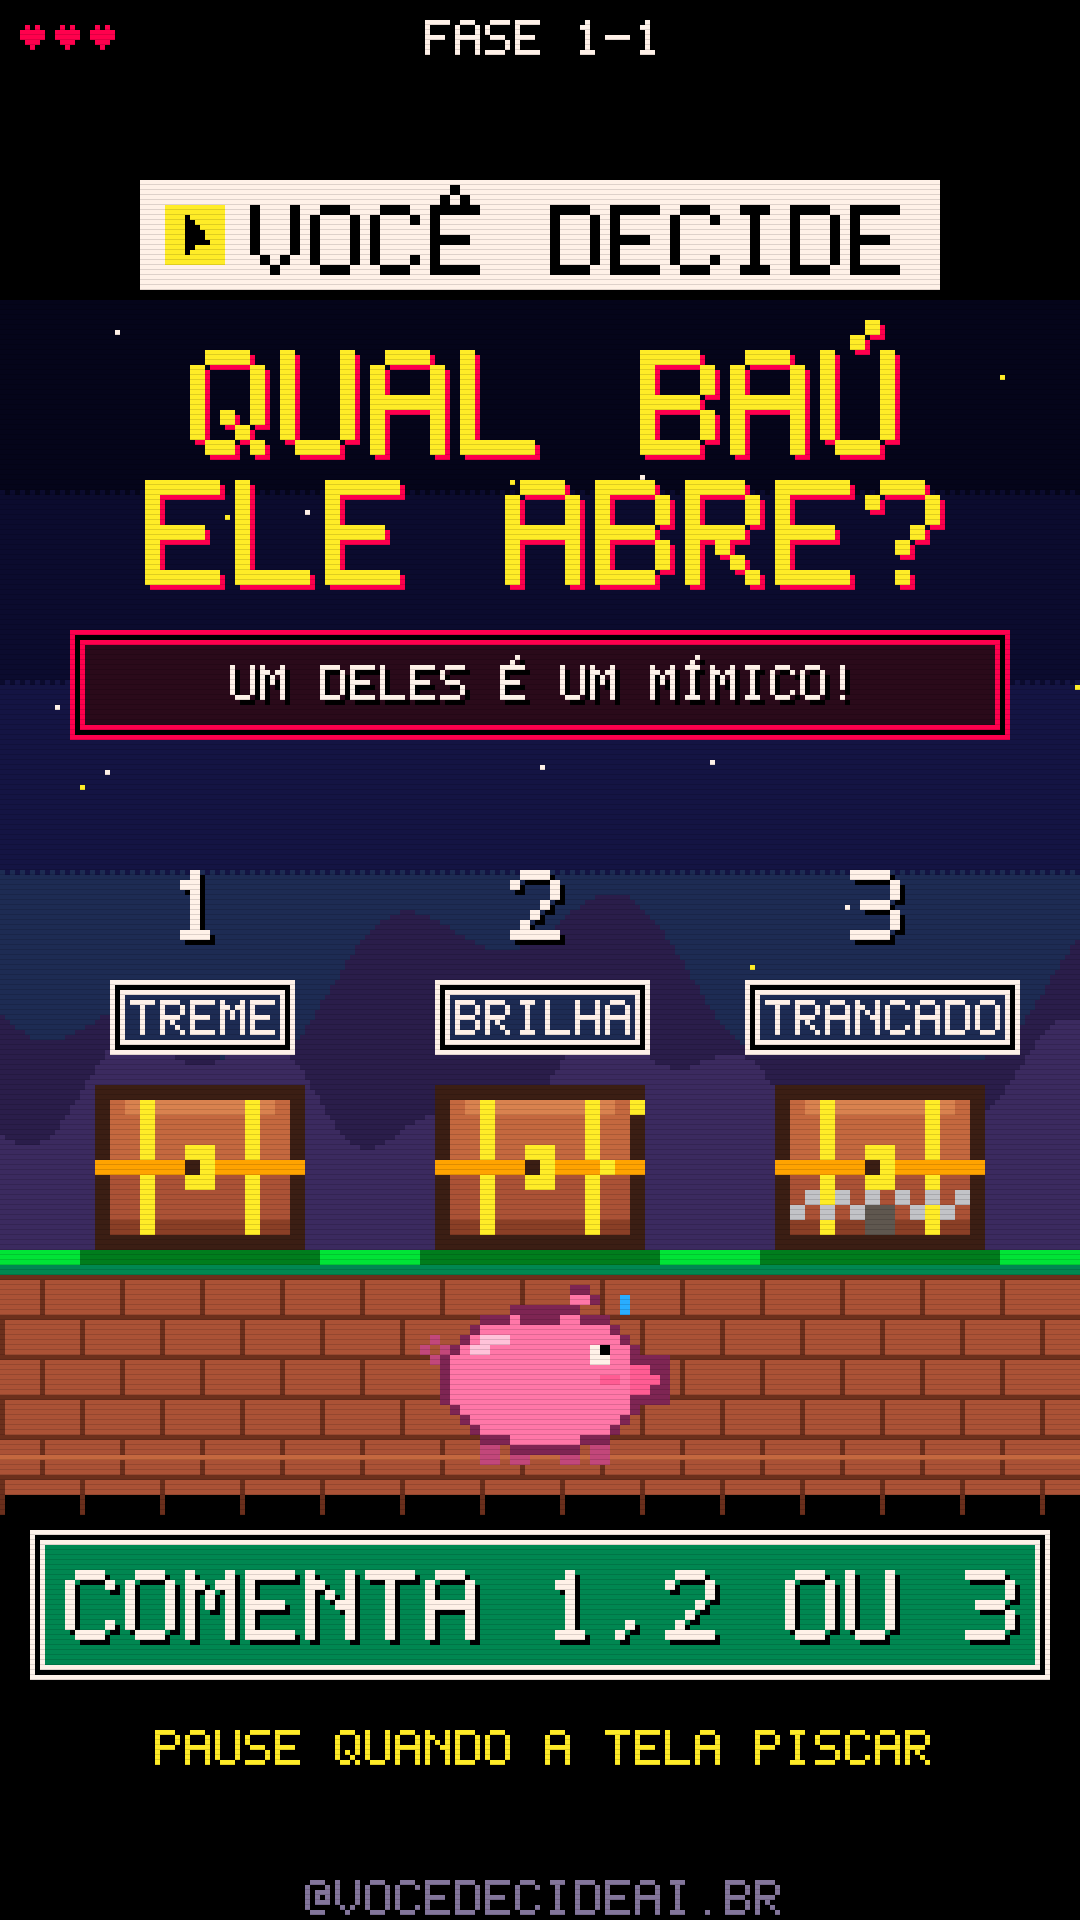 FASE 1-1
VOCÊ DECIDE
QUAL BAÚ
ELE ABRE?
UM DELES É UM MÍMICO!
1 2 3
TREME BRILHA TRANCADO
COMENTA 1,2 OU 3
PAUSE QUANDO A TELA PISCAR
@VOCEDECIDEAI.BR